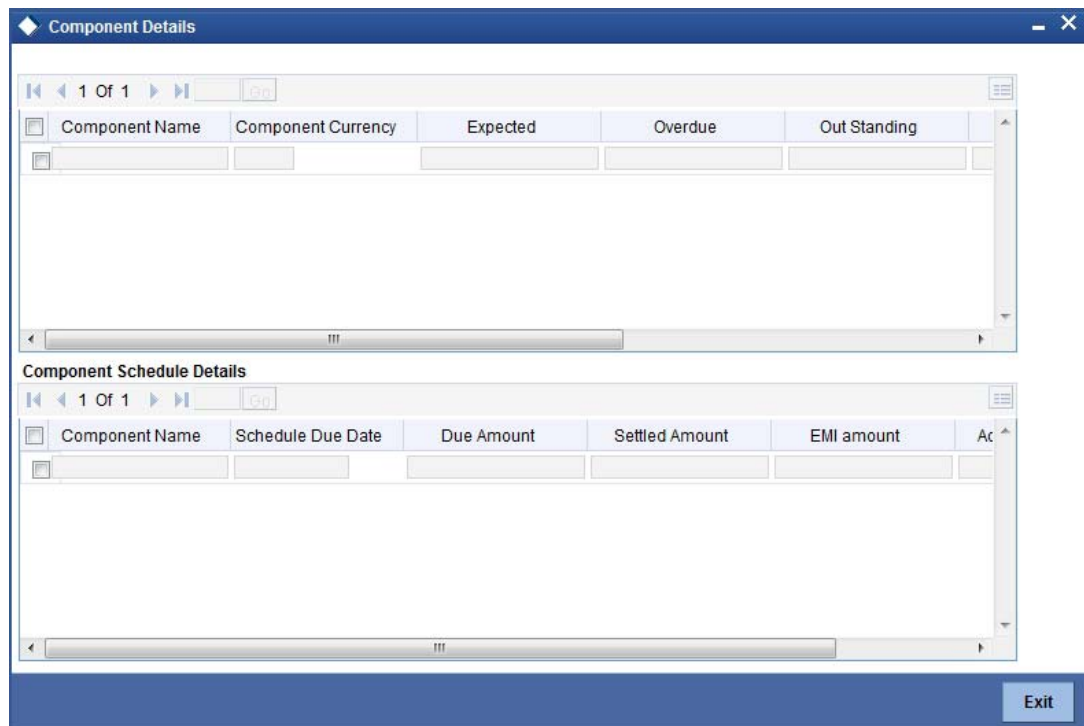 Component Details
1 Of 1 Go
Component Name Component Currency Expected Overdue Out Standing
Component Schedule Details
1 Of 1 Go
Component Name Schedule Due Date Due Amount Settled Amount EMI amount Ac
Exit